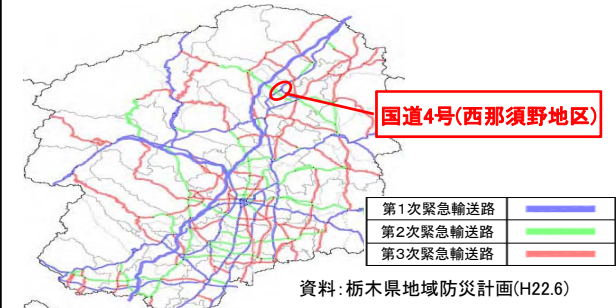 国道4号(西那須野地区)
第1次緊急輸送路
第2次緊急輸送路
第3次緊急輸送路
資料:栃木県地域防災計画(H22.6)